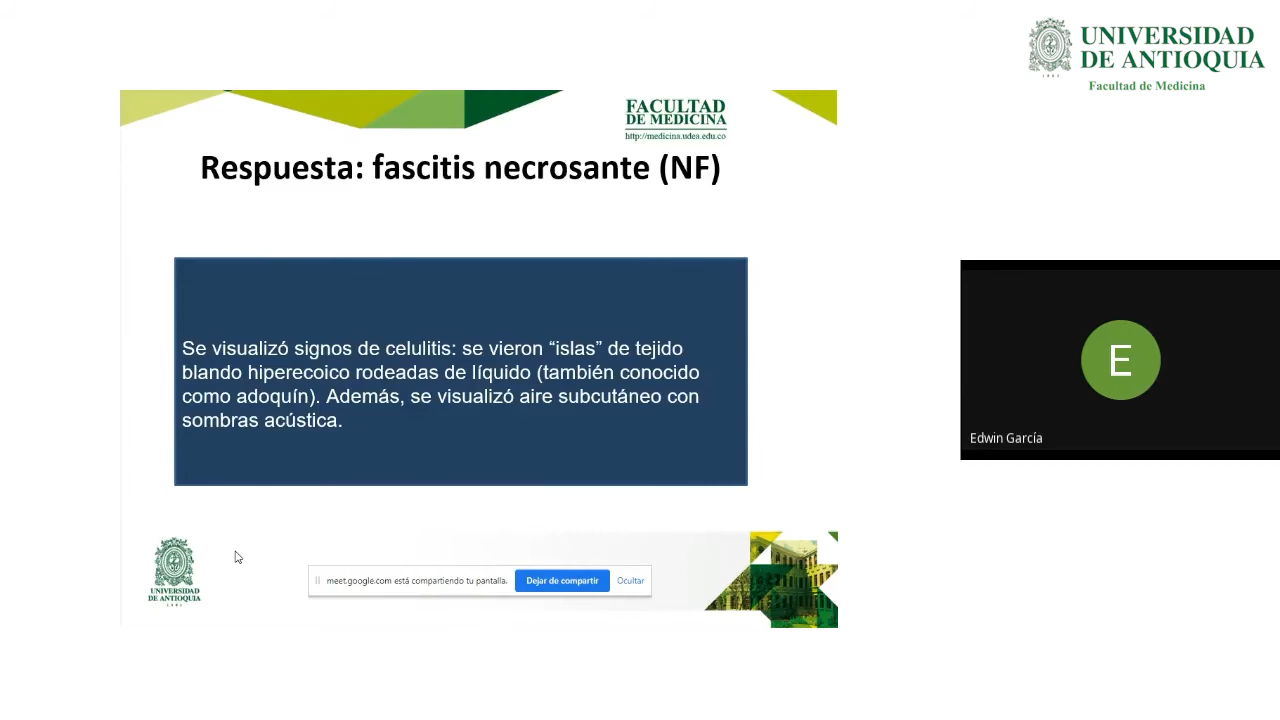 UNIVERSIDAD
DE ANTIOQUIA
1803
Facultad de Medicina
FACULTAD
DE MEDICINA
http://medicina.udea.edu.co
Respuesta: fascitis necrosante (NF)
Se visualizó signos de celulitis: se vieron “islas” de tejido
blando hiperecoico rodeadas de líquido (también conocido
como adoquín). Además, se visualizó aire subcutáneo con
sombras acústica.
E
Edwin García
UNIVERSIDAD
DE ANTIOQUIA
1803
meet.google.com está compartiendo tu pantalla.
Dejar de compartir
Ocultar